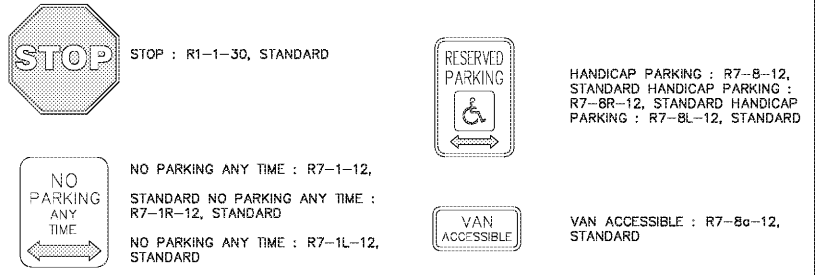 STOP
STOP : R1-1-30, STANDARD
NO
PARKING
ANY
TIME
NO PARKING ANY TIME : R7-1-12,
STANDARD NO PARKING ANY TIME :
R7-1R-12, STANDARD
NO PARKING ANY TIME : R7-1L-12,
STANDARD
RESERVED
PARKING
HANDICAP PARKING : R7-8-12,
STANDARD HANDICAP PARKING :
R7-8R-12, STANDARD HANDICAP
PARKING : R7-8L-12, STANDARD
VAN
ACCESSIBLE
VAN ACCESSIBLE : R7-8a-12,
STANDARD